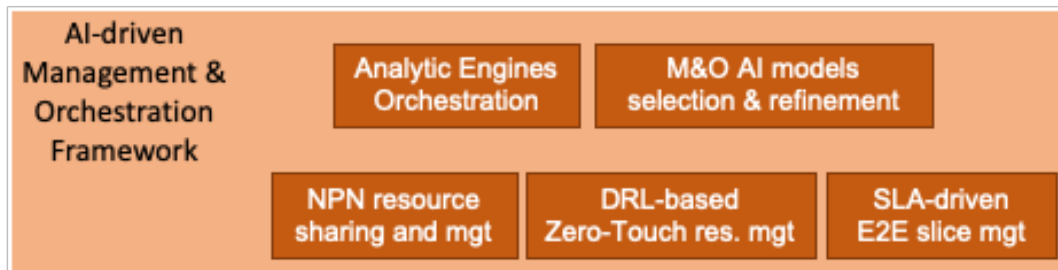 AI-driven
Management &
Orchestration
Framework
Analytic Engines
Orchestration
M&O AI models
selection & refinement
NPN resource
sharing and mgt
DRL-based
Zero-Touch res. mgt
SLA-driven
E2E slice mgt